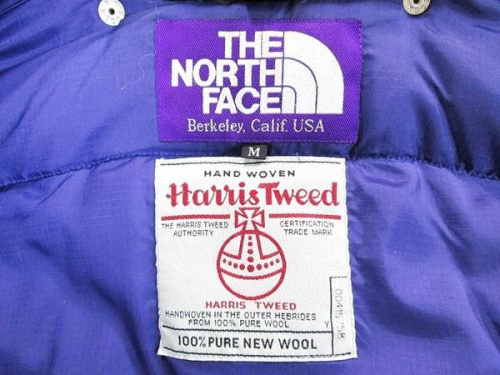 THE
NORTH
FACE
Berkeley, Calif. USA
M
HAND WOVEN
Harris Tweed
THE HARRIS TWEED
AUTHORITY
CERTIFICATION
TRADE MARK
HARRIS TWEED
HANDWOVEN IN THE OUTER HEBRIDES
FROM 100% PURE WOOL
Y
100% PURE NEW WOOL